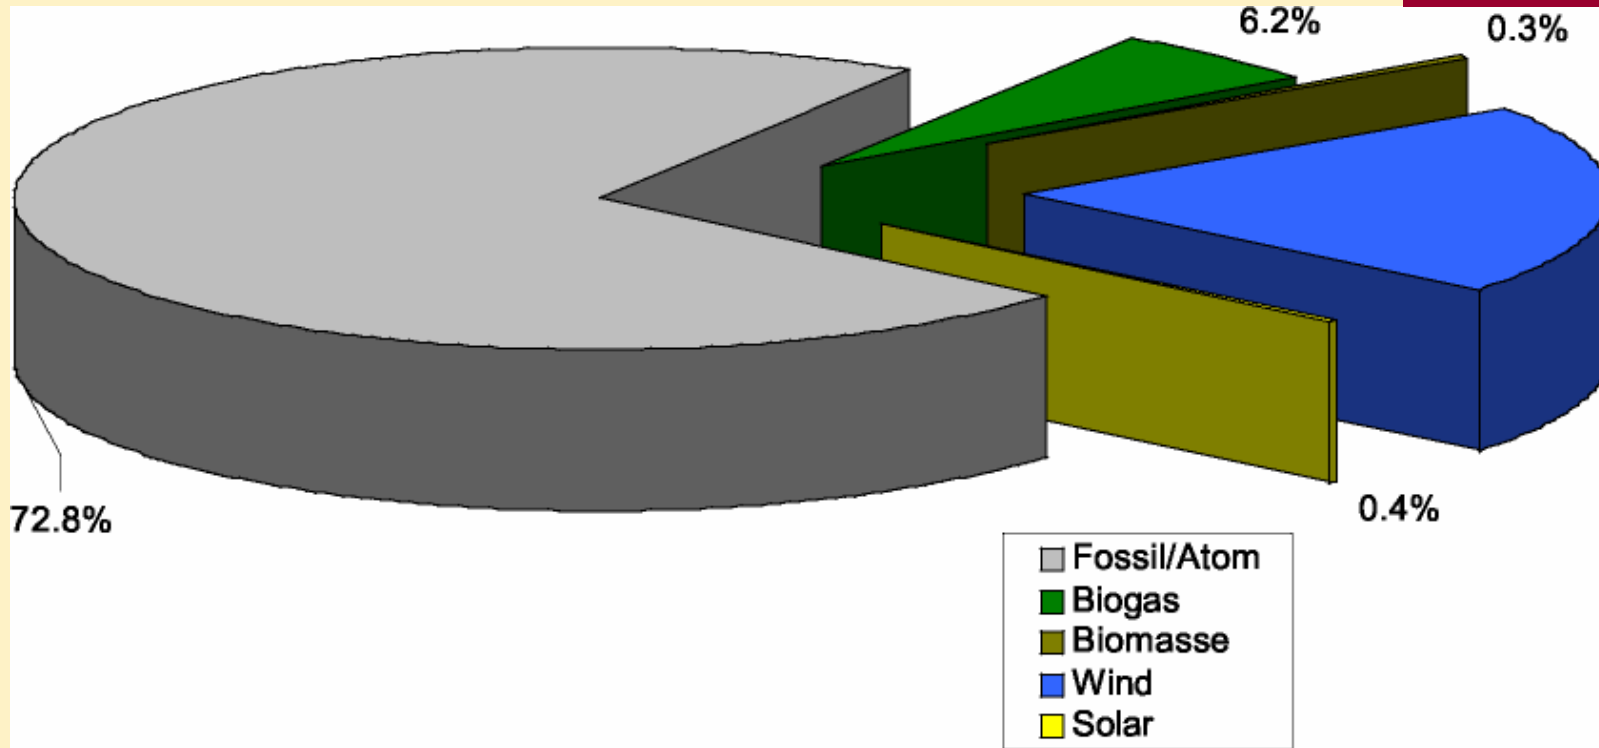 6.2%
0.3%
72.8%
0.4%
Fossil/Atom
Biogas
Biomasse
Wind
Solar